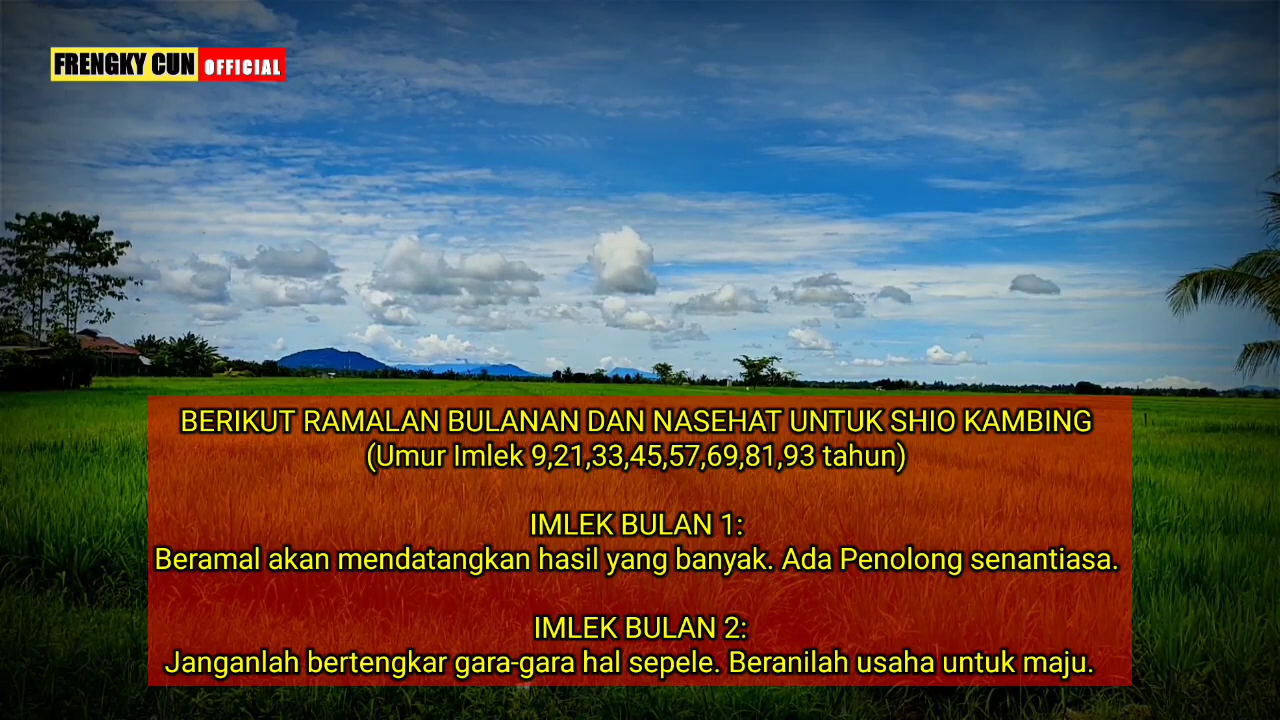 FRENGKY CUN OFFICIAL
BERIKUT RAMALAN BULANAN DAN NASEHAT UNTUK SHIO KAMBING
(Umur Imlek 9,21,33,45,57,69,81,93 tahun)
IMLEK BULAN 1:
Beramal akan mendatangkan hasil yang banyak. Ada Penolong senantiasa.
IMLEK BULAN 2:
Janganlah bertengkar gara-gara hal sepele. Beranilah usaha untuk maju.